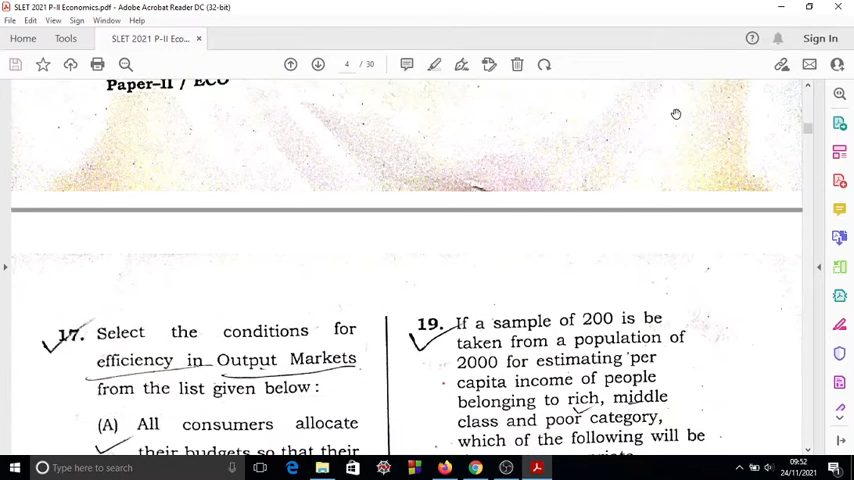 SLET 2021 P-II Economics.pdf - Adobe Acrobat Reader DC (32-bit)
File Edit View Sign Window Help
Home Tools SLET 2021 P-II Eco... × Sign In
4 / 30
Paper-II / ECO
17. Select the conditions for
efficiency in Output Markets
from the list given below :
(A) All consumers allocate
their budgets so that their
19. If a sample of 200 is be
taken from a population of
2000 for estimating per
capita income of people
belonging to rich, middle
class and poor category,
which of the following will be
Type here to search
09:52
24/11/2021